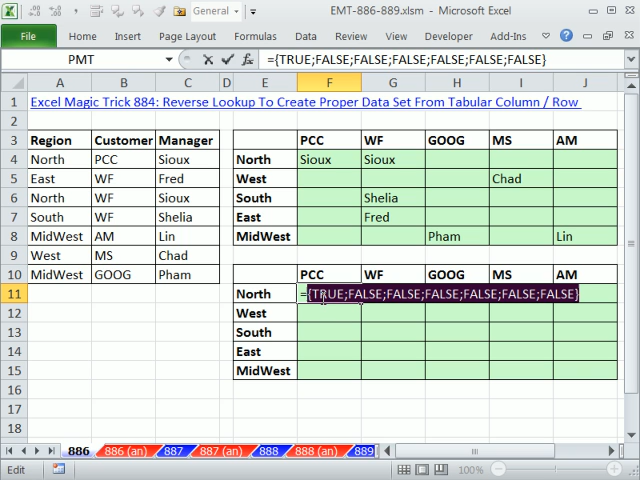 EMT-886-889.xlsm - Microsoft Excel
General
File Home Insert Page Layout Formulas Data Review View Developer Add-Ins
PMT fx ={TRUE;FALSE;FALSE;FALSE;FALSE;FALSE;FALSE}
A B C D E F G H I J
1 Excel Magic Trick 884: Reverse Lookup To Create Proper Data Set From Tabular Column / Row
2
3 Region Customer Manager PCC WF GOOG MS AM
4 North PCC Sioux North Sioux Sioux
5 East WF Fred West Chad
6 North WF Sioux South Shelia
7 South WF Shelia East Fred
8 MidWest AM Lin MidWest Pham Lin
9 West MS Chad
10 MidWest GOOG Pham PCC WF GOOG MS AM
11 North ={TRUE;FALSE;FALSE;FALSE;FALSE;FALSE;FALSE}
12 West
13 South
14 East
15 MidWest
16
17
18
886 886 (an) 887 887 (an) 888 888 (an) 889
Edit 100%